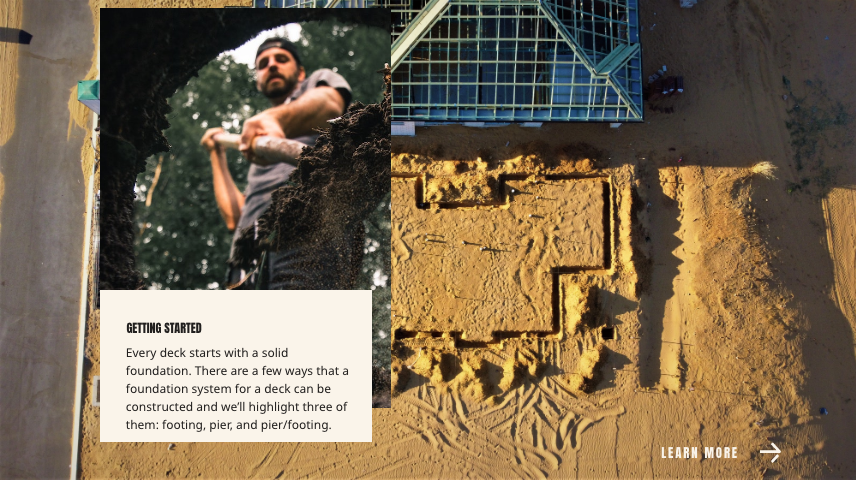 GETTING STARTED
Every deck starts with a solid
foundation. There are a few ways that a
foundation system for a deck can be
constructed and we'll highlight three of
them: footing, pier, and pier/footing.
LEARN MORE